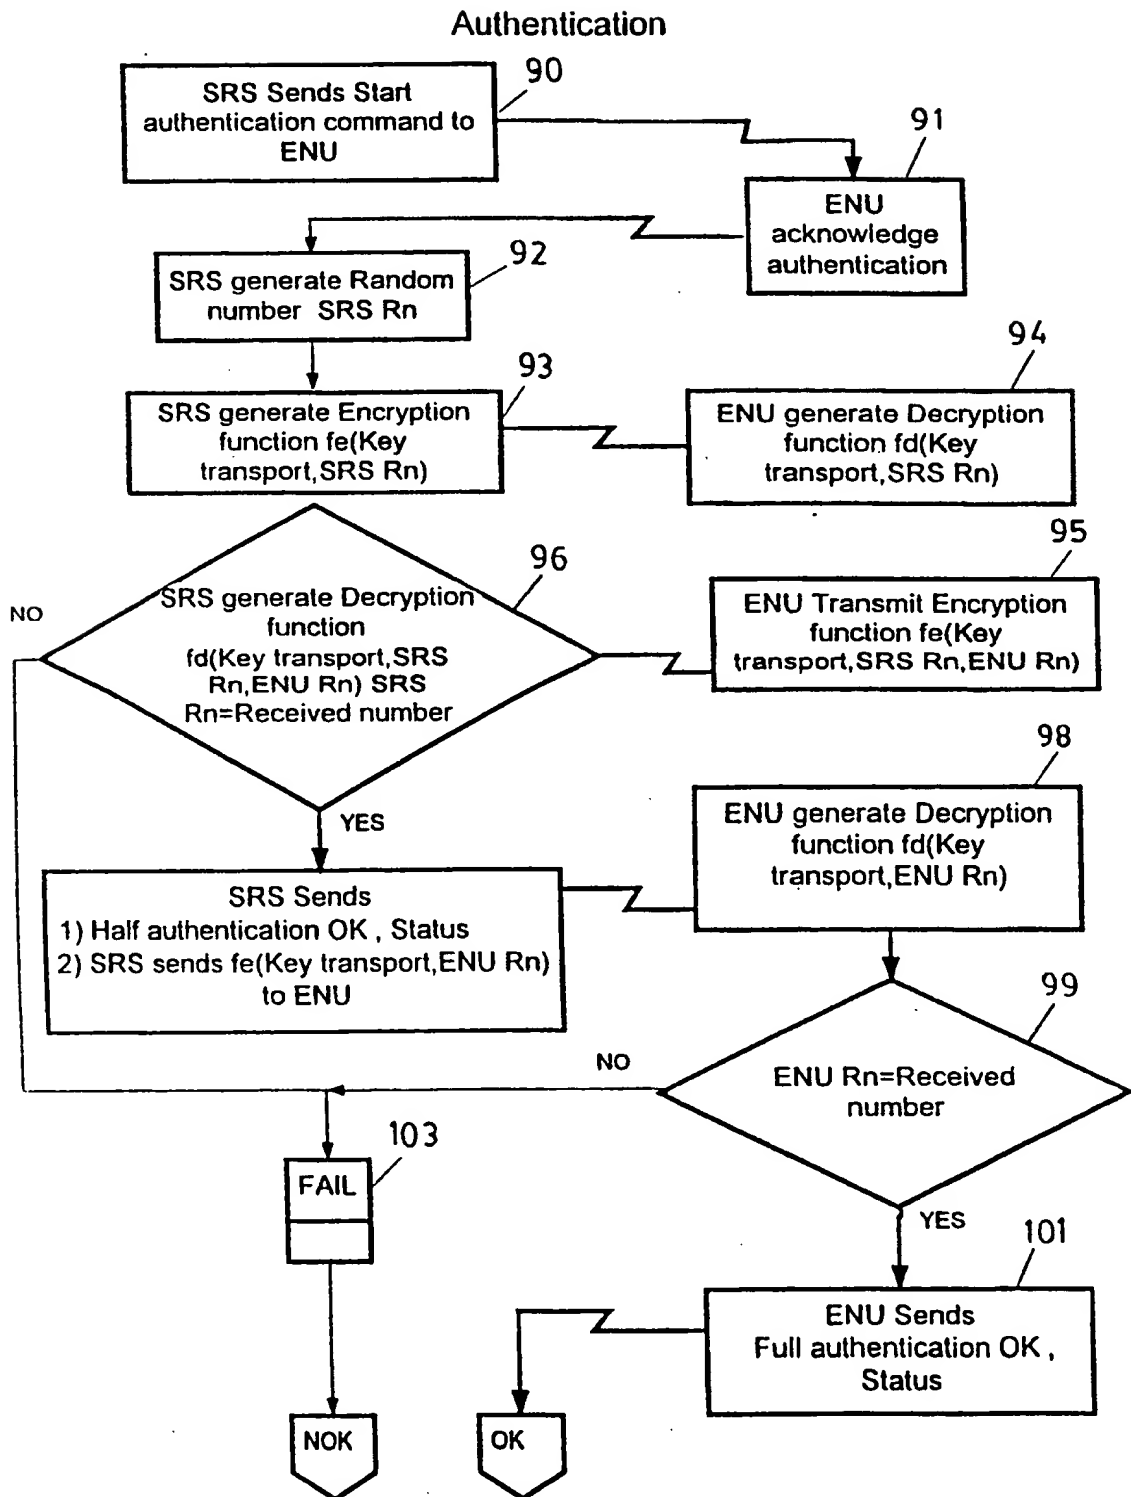 Authentication
90
SRS Sends Start
authentication command to
ENU
91
ENU
acknowledge
authentication
92
SRS generate Random
number SRS Rn
93
SRS generate Encryption
function fe(Key
transport,SRS Rn)
94
ENU generate Decryption
function fd(Key
transport,SRS Rn)
95
ENU Transmit Encryption
function fe(Key
transport,SRS Rn,ENU Rn)
96
NO
SRS generate Decryption
function
fd(Key transport,SRS
Rn,ENU Rn) SRS
Rn=Received number
YES
98
ENU generate Decryption
function fd(Key
transport,ENU Rn)
SRS Sends
1) Half authentication OK , Status
2) SRS sends fe(Key transport,ENU Rn)
to ENU
99
NO
ENU Rn=Received
number
YES
103
FAIL
101
ENU Sends
Full authentication OK ,
Status
NOK
OK